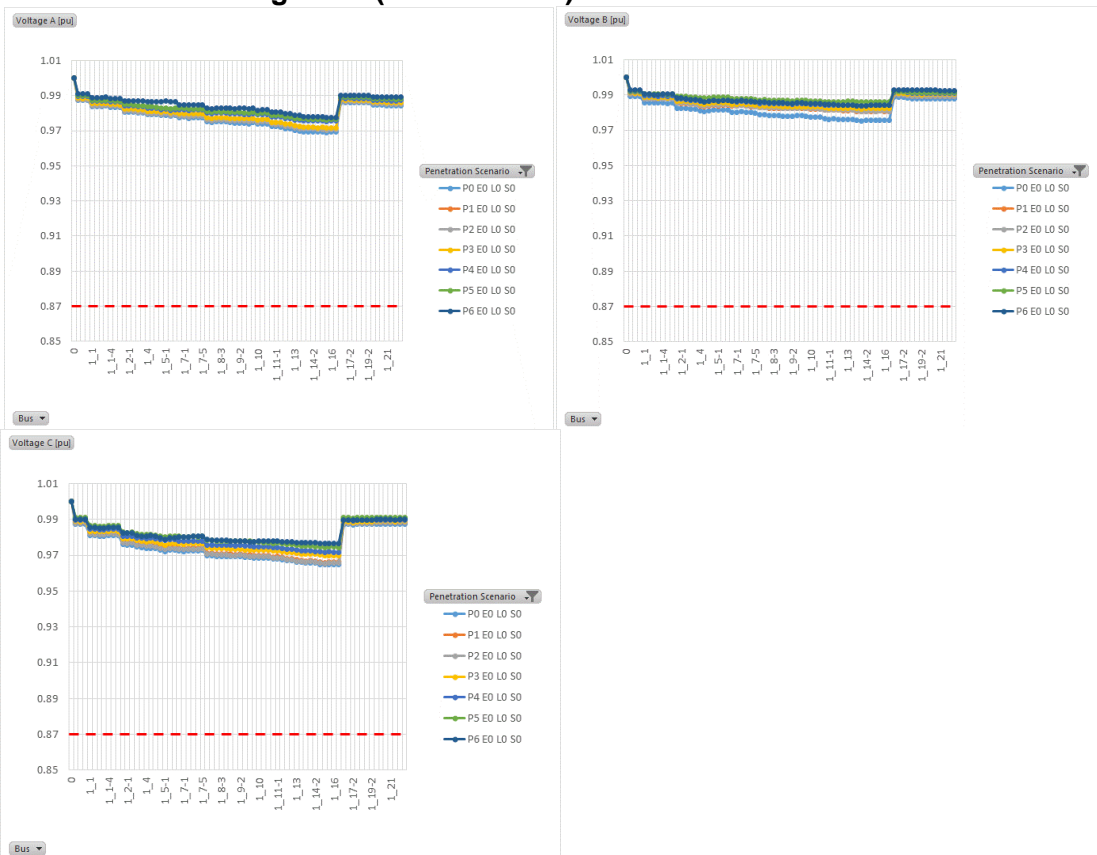 Voltage A [pu]
1.01
0.99
0.97
0.95
0.93
0.91
0.89
0.87
0.85
0
1_1
1_1-4
1_2-1
1_4
1_5-1
1_7-1
1_7-5
1_8-3
1_9-2
1_10
1_11-1
1_13
1_14-2
1_16
1_17-2
1_19-2
1_21
Penetration Scenario
P0 E0 L0 S0
P1 E0 L0 S0
P2 E0 L0 S0
P3 E0 L0 S0
P4 E0 L0 S0
P5 E0 L0 S0
P6 E0 L0 S0
Bus
Voltage B [pu]
1.01
0.99
0.97
0.95
0.93
0.91
0.89
0.87
0.85
0
1_1
1_1-4
1_2-1
1_4
1_5-1
1_7-1
1_7-5
1_8-3
1_9-2
1_10
1_11-1
1_13
1_14-2
1_16
1_17-2
1_19-2
1_21
Penetration Scenario
P0 E0 L0 S0
P1 E0 L0 S0
P2 E0 L0 S0
P3 E0 L0 S0
P4 E0 L0 S0
P5 E0 L0 S0
P6 E0 L0 S0
Bus
Voltage C [pu]
1.01
0.99
0.97
0.95
0.93
0.91
0.89
0.87
0.85
0
1_1
1_1-4
1_2-1
1_4
1_5-1
1_7-1
1_7-5
1_8-3
1_9-2
1_10
1_11-1
1_13
1_14-2
1_16
1_17-2
1_19-2
1_21
Penetration Scenario
P0 E0 L0 S0
P1 E0 L0 S0
P2 E0 L0 S0
P3 E0 L0 S0
P4 E0 L0 S0
P5 E0 L0 S0
P6 E0 L0 S0
Bus